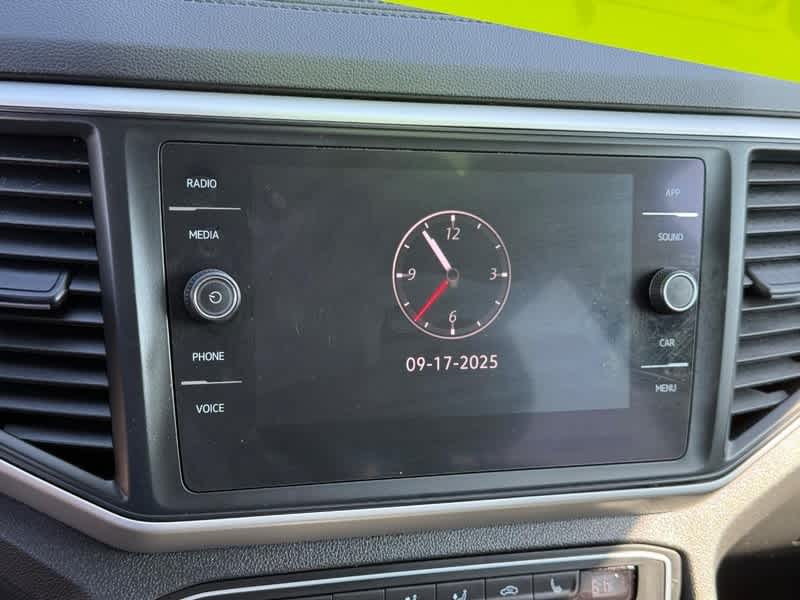 RADIO
MEDIA
PHONE
VOICE
12
9 3
6
09-17-2025
APP
SOUND
CAR
MENU